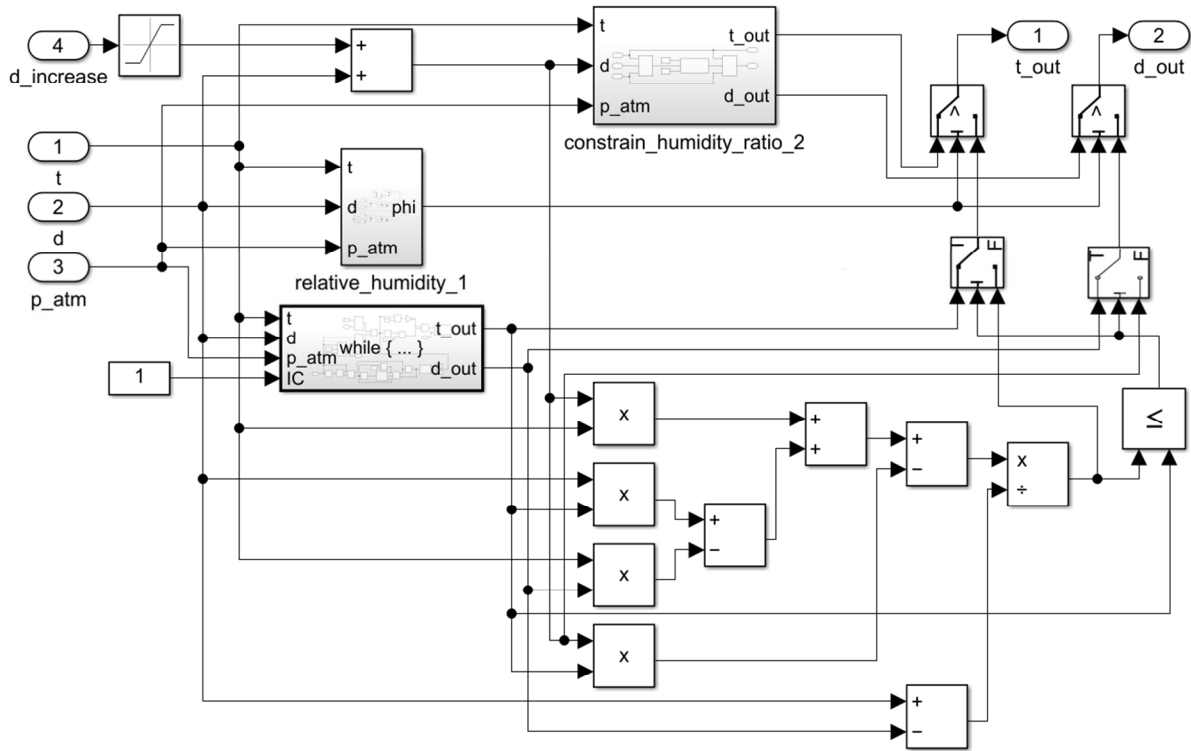 4
d_increase
+
+
t
d
p_atm
t_out
d_out
constrain_humidity_ratio_2
1
t_out
2
d_out
>
>
1
t
2
d
3
p_atm
t
d
p_atm
phi
relative_humidity_1
T
F
T
F
t
d
p_atm
IC
while { ... }
t_out
d_out
1
x
x
x
x
+
−
+
+
+
−
x
÷
≤
+
−